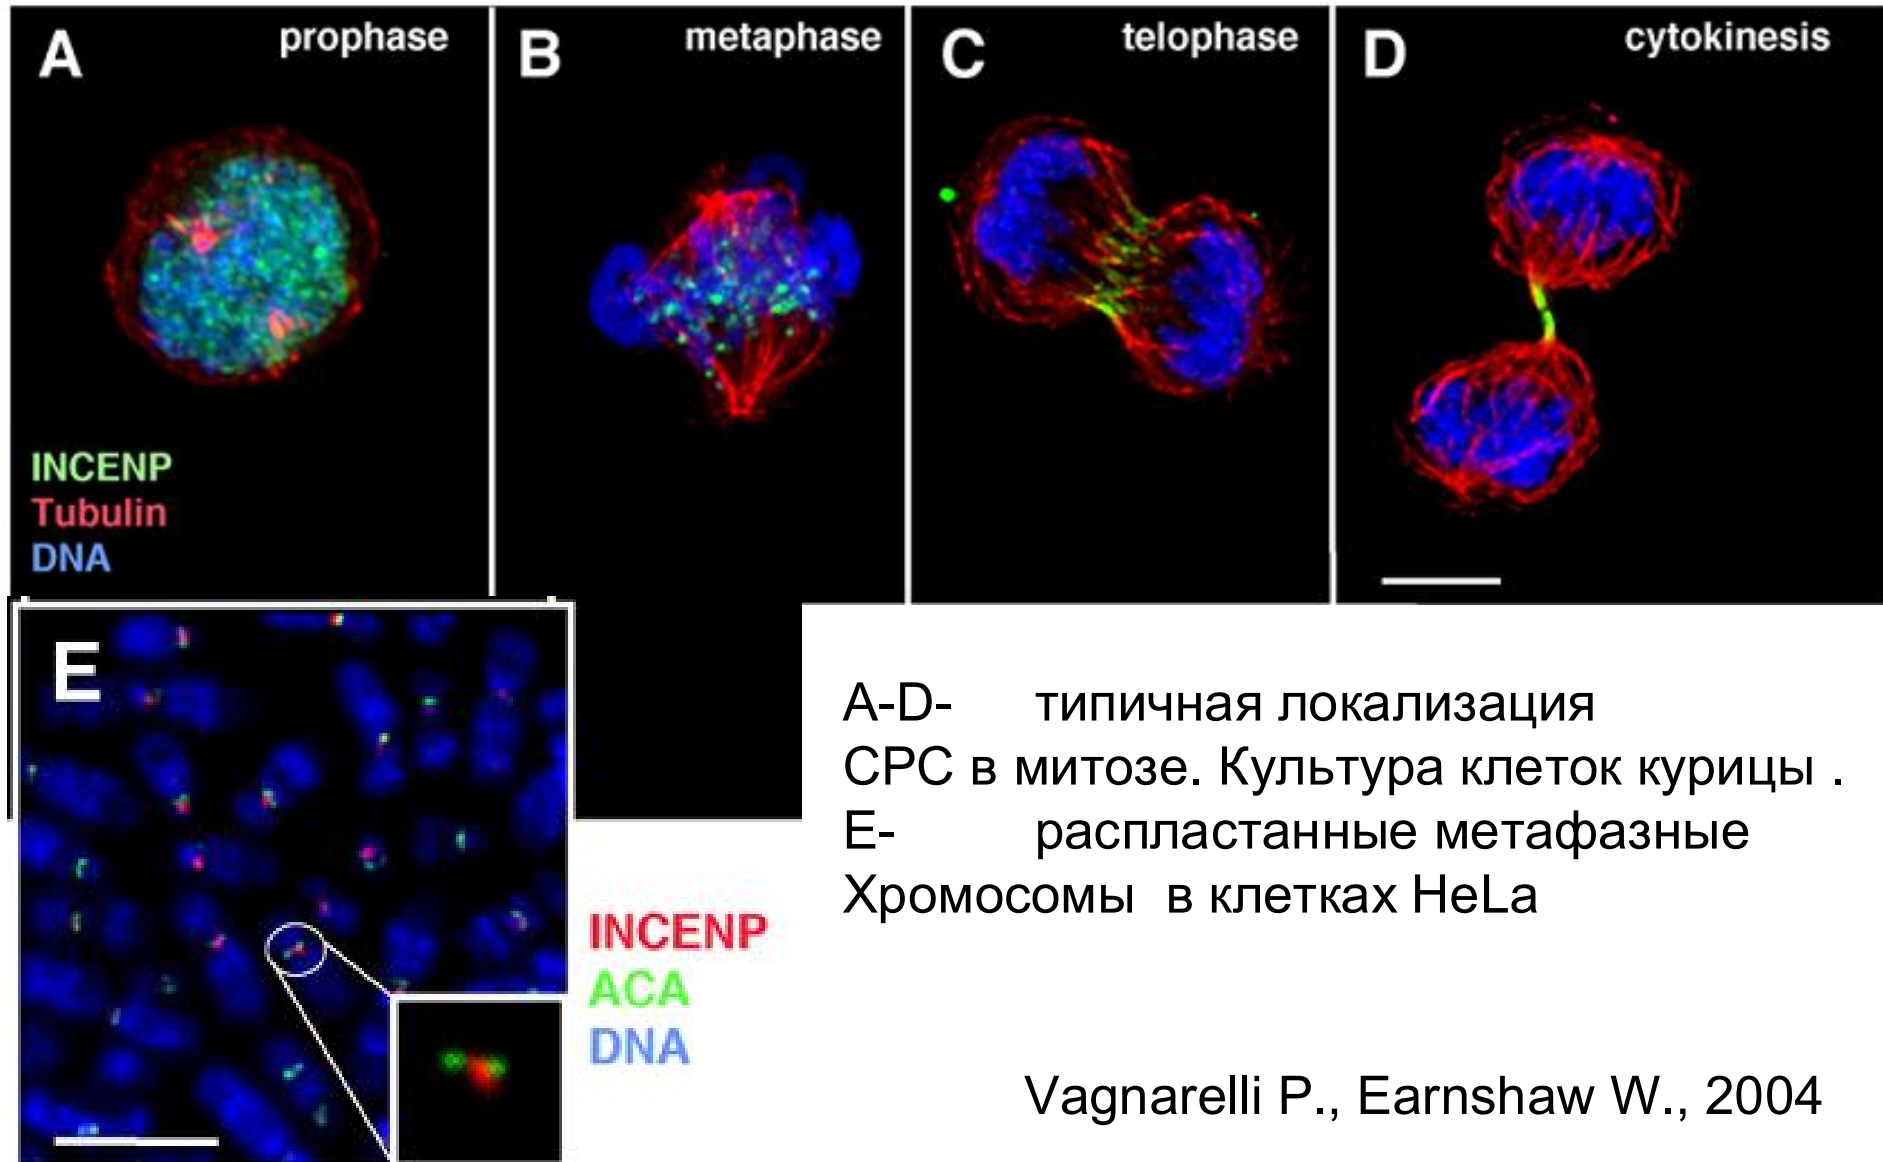 A prophase
B metaphase
C telophase
D cytokinesis
INCENP
Tubulin
DNA
E
INCENP
ACA
DNA
A-D- типичная локализация
CPC в митозе. Культура клеток курицы .
E- распластанные метафазные
Хромосомы в клетках HeLa
Vagnarelli P., Earnshaw W., 2004